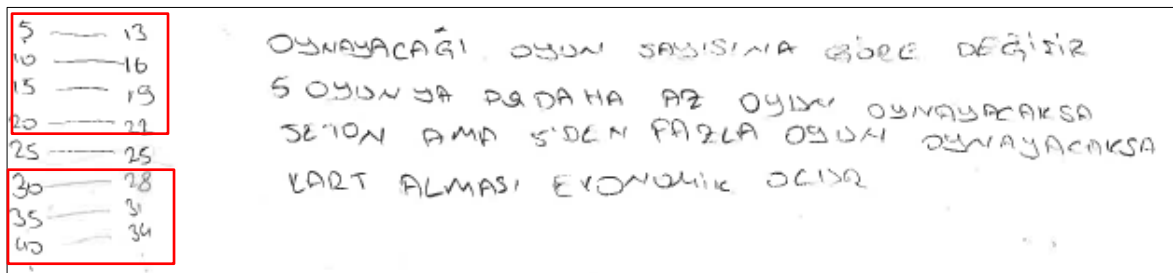 5 — 13
10 — 16
15 — 19
20 — 22
25 — 25
30 — 28
35 — 31
40 — 34
OYNAYACAĞI OYUN SAYISINA GÖRE DEĞİŞİR
5 OYUN YA DA DAHA AZ OYUN OYNAYACAKSA
JETON AMA 5'DEN FAZLA OYUN OYNAYACAKSA
KART ALMASI EKONOMİK OLUR